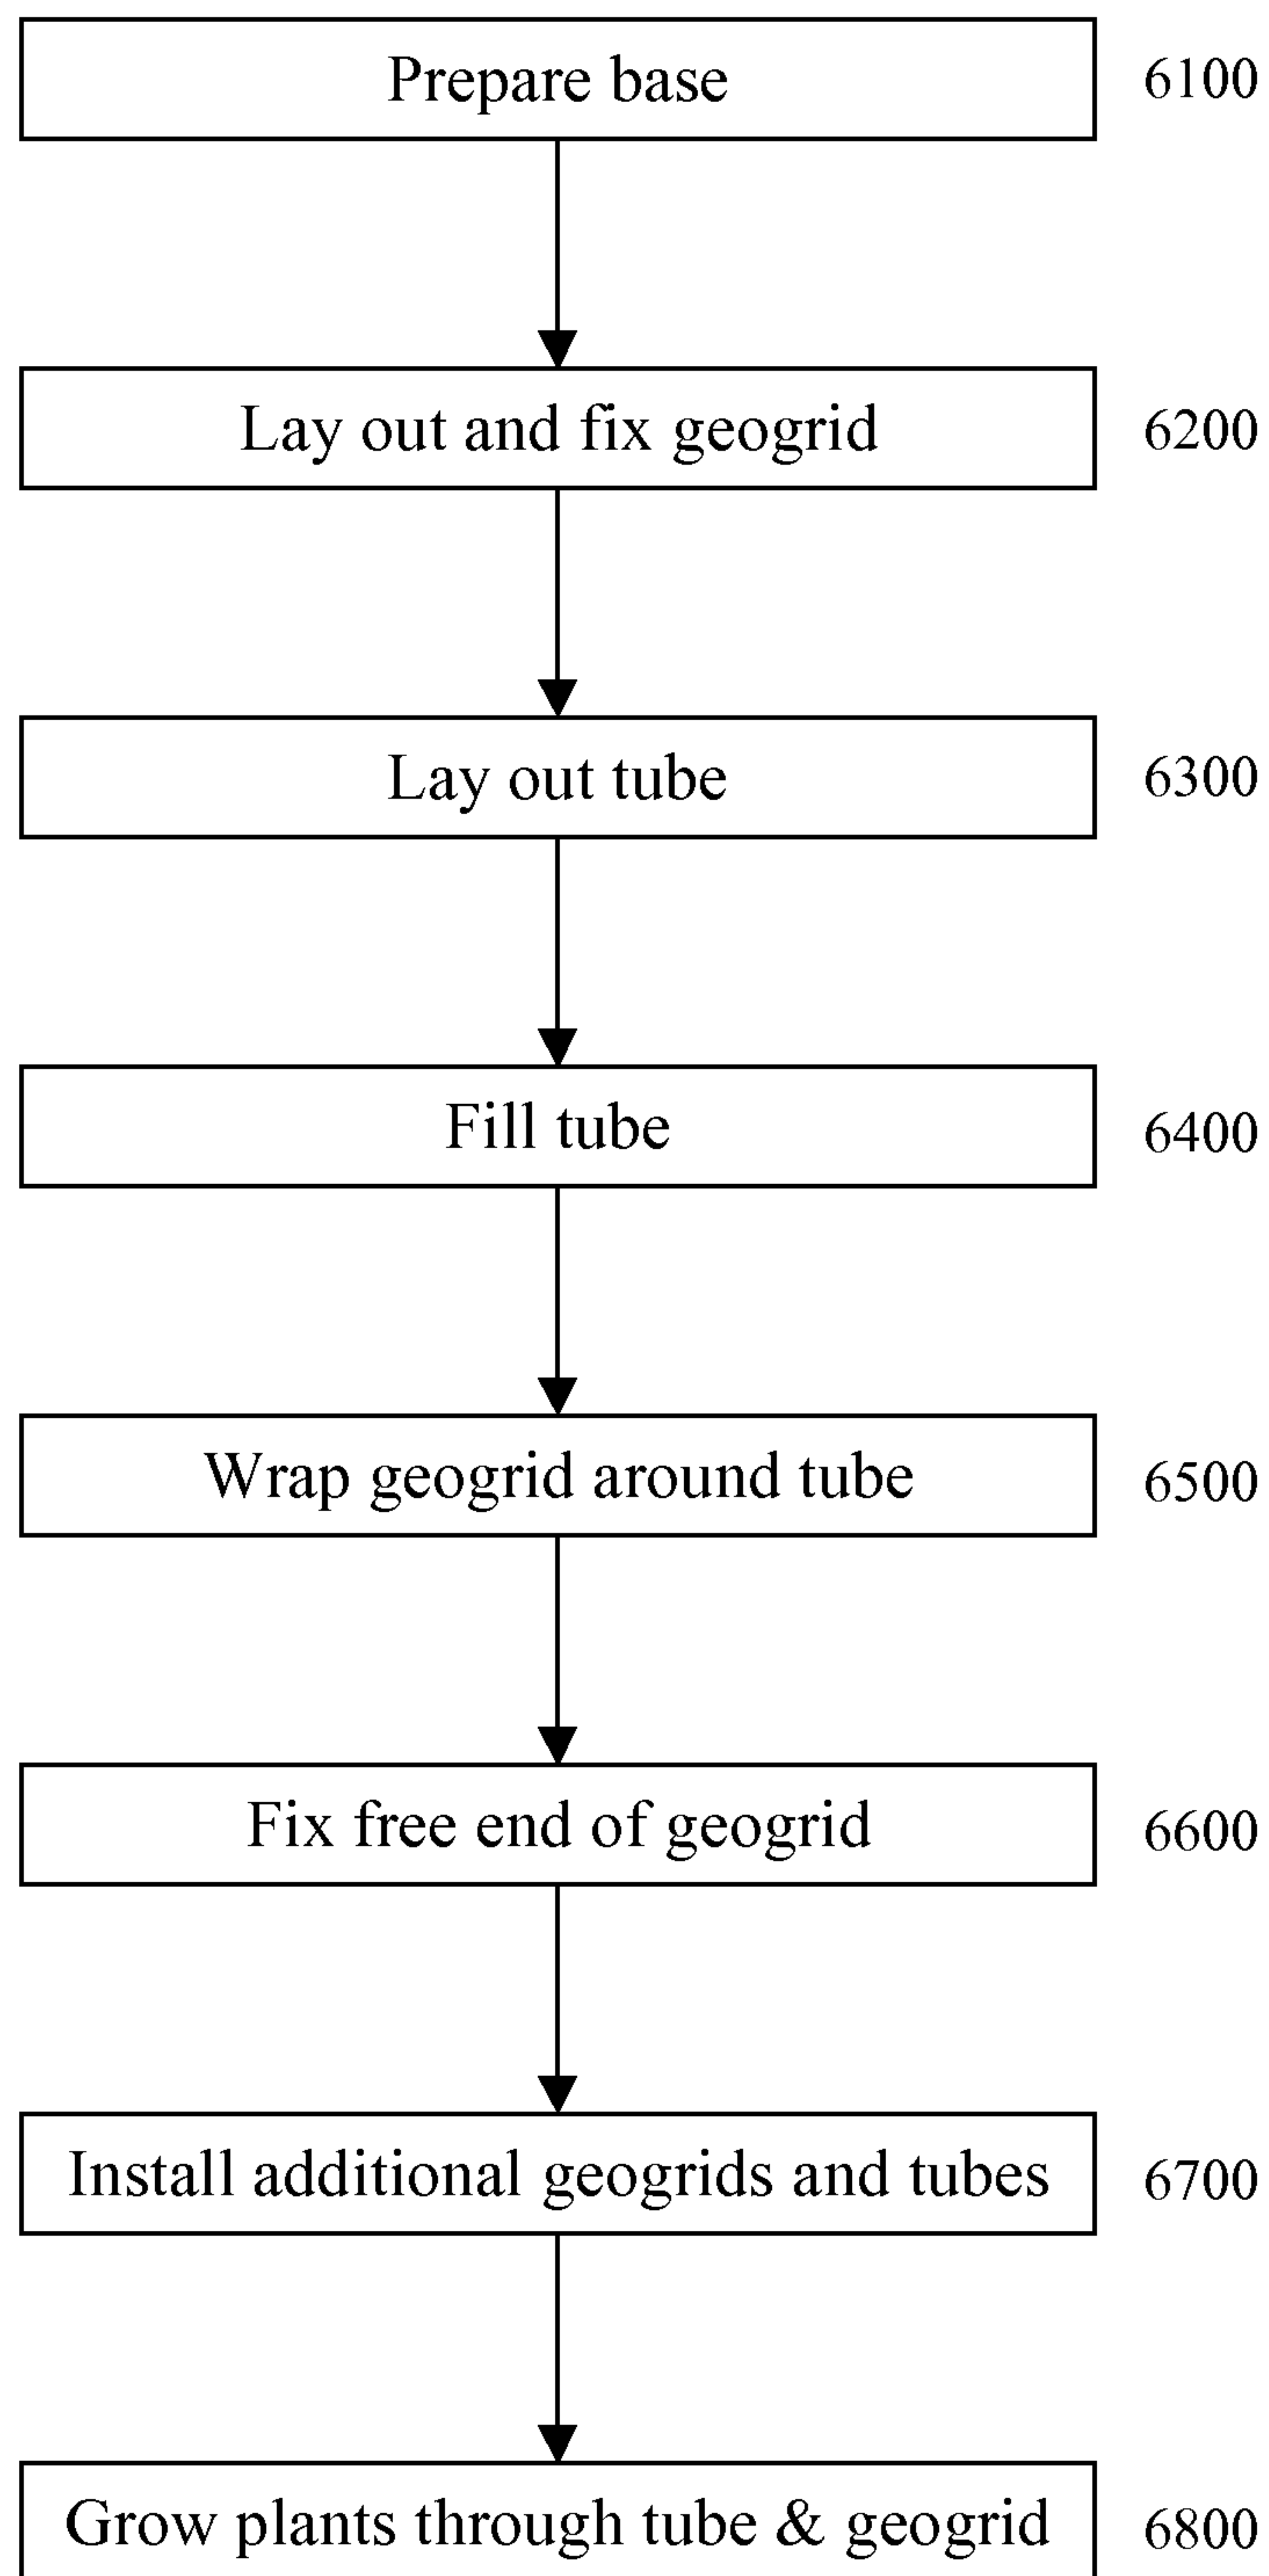 Prepare base 6100
Lay out and fix geogrid 6200
Lay out tube 6300
Fill tube 6400
Wrap geogrid around tube 6500
Fix free end of geogrid 6600
Install additional geogrids and tubes 6700
Grow plants through tube & geogrid 6800